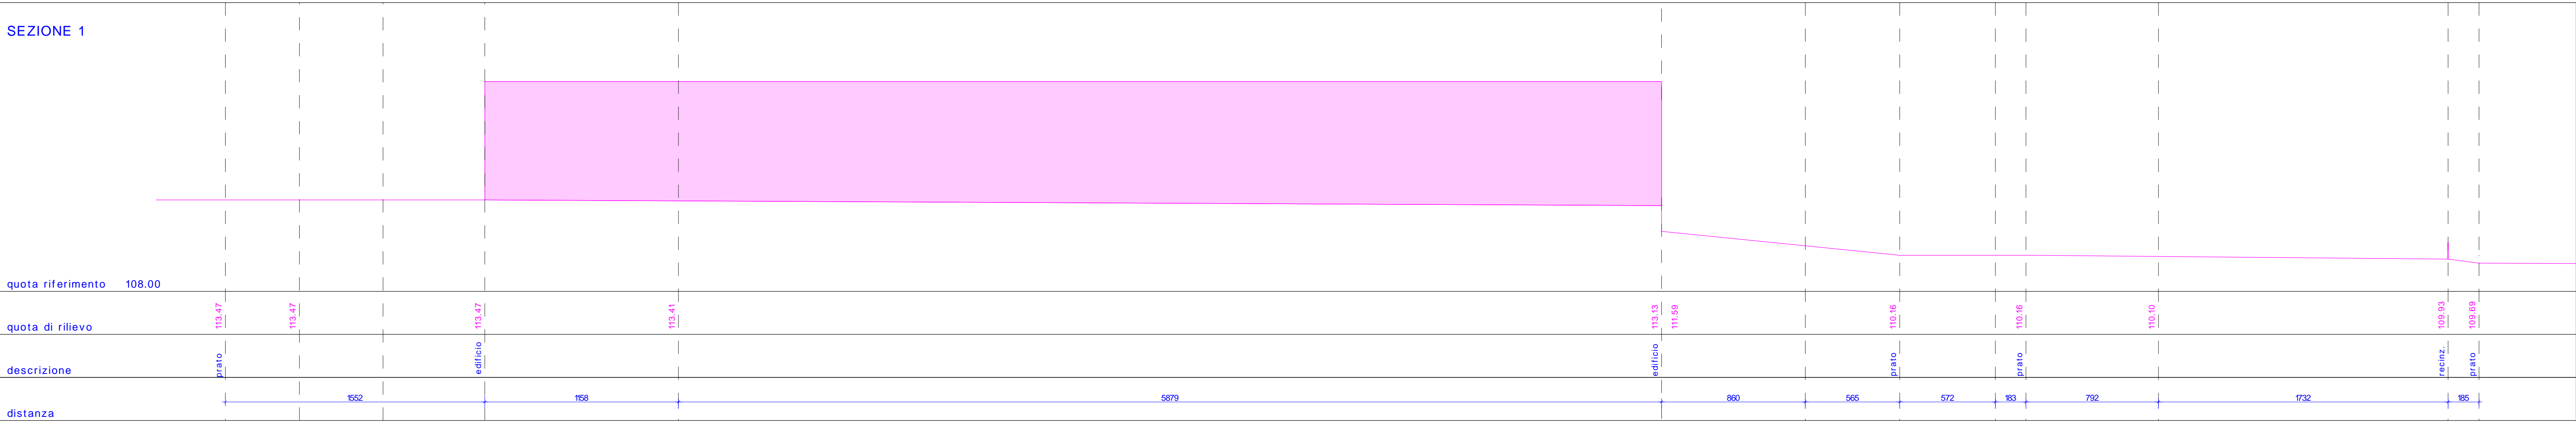 SEZIONE 1
quota riferimento 108.00
quota di rilievo 113.47 113.47 113.47 113.41 113.13 111.59 110.16 110.16 110.10 109.93 109.69
descrizione prato edificio edificio prato prato recinz. prato
distanza 1552 1158 5879 860 565 572 183 792 1732 185